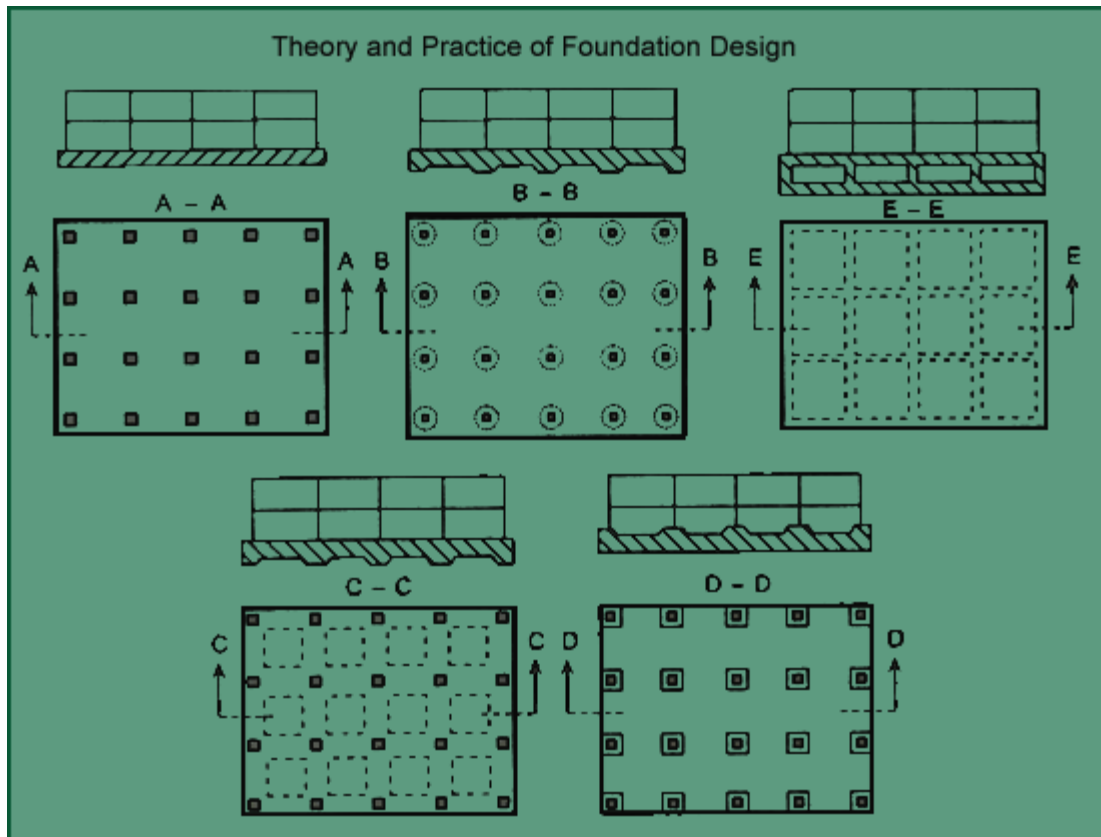 Theory and Practice of Foundation Design
A – A
B – B
E – E
A
A
B
B
E
E
C – C
D – D
C
C
D
D